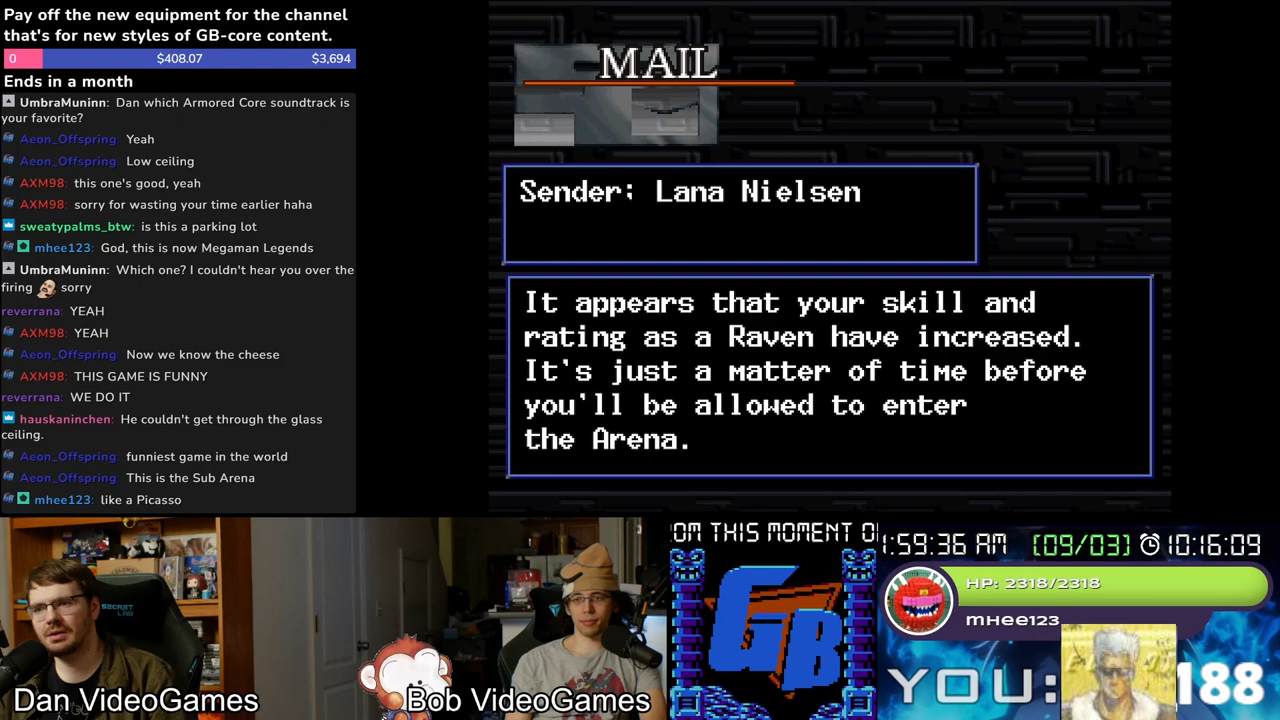 Pay off the new equipment for the channel
that's for new styles of GB-core content.
0 $408.07 $3,694
Ends in a month
UmbraMuninn: Dan which Armored Core soundtrack is
your favorite?
Aeon_Offspring: Yeah
Aeon_Offspring: Low ceiling
AXM98: this one's good, yeah
AXM98: sorry for wasting your time earlier haha
sweatypalms_btw: is this a parking lot
mhee123: God, this is now Megaman Legends
UmbraMuninn: Which one? I couldn't hear you over the
firing sorry
reverrana: YEAH
AXM98: YEAH
Aeon_Offspring: Now we know the cheese
AXM98: THIS GAME IS FUNNY
reverrana: WE DO IT
hauskaninchen: He couldn't get through the glass
ceiling.
Aeon_Offspring: funniest game in the world
Aeon_Offspring: This is the Sub Arena
mhee123: like a Picasso
MAIL
Sender: Lana Nielsen
It appears that your skill and
rating as a Raven have increased.
It's just a matter of time before
you'll be allowed to enter
the Arena.
Dan VideoGames
Bob VideoGames
SECRET
LAB
OM THIS MOMENT O
GB
:59:36 AM [09/03] 10:16:09
HP: 2318/2318
mHee123
YOU: 188